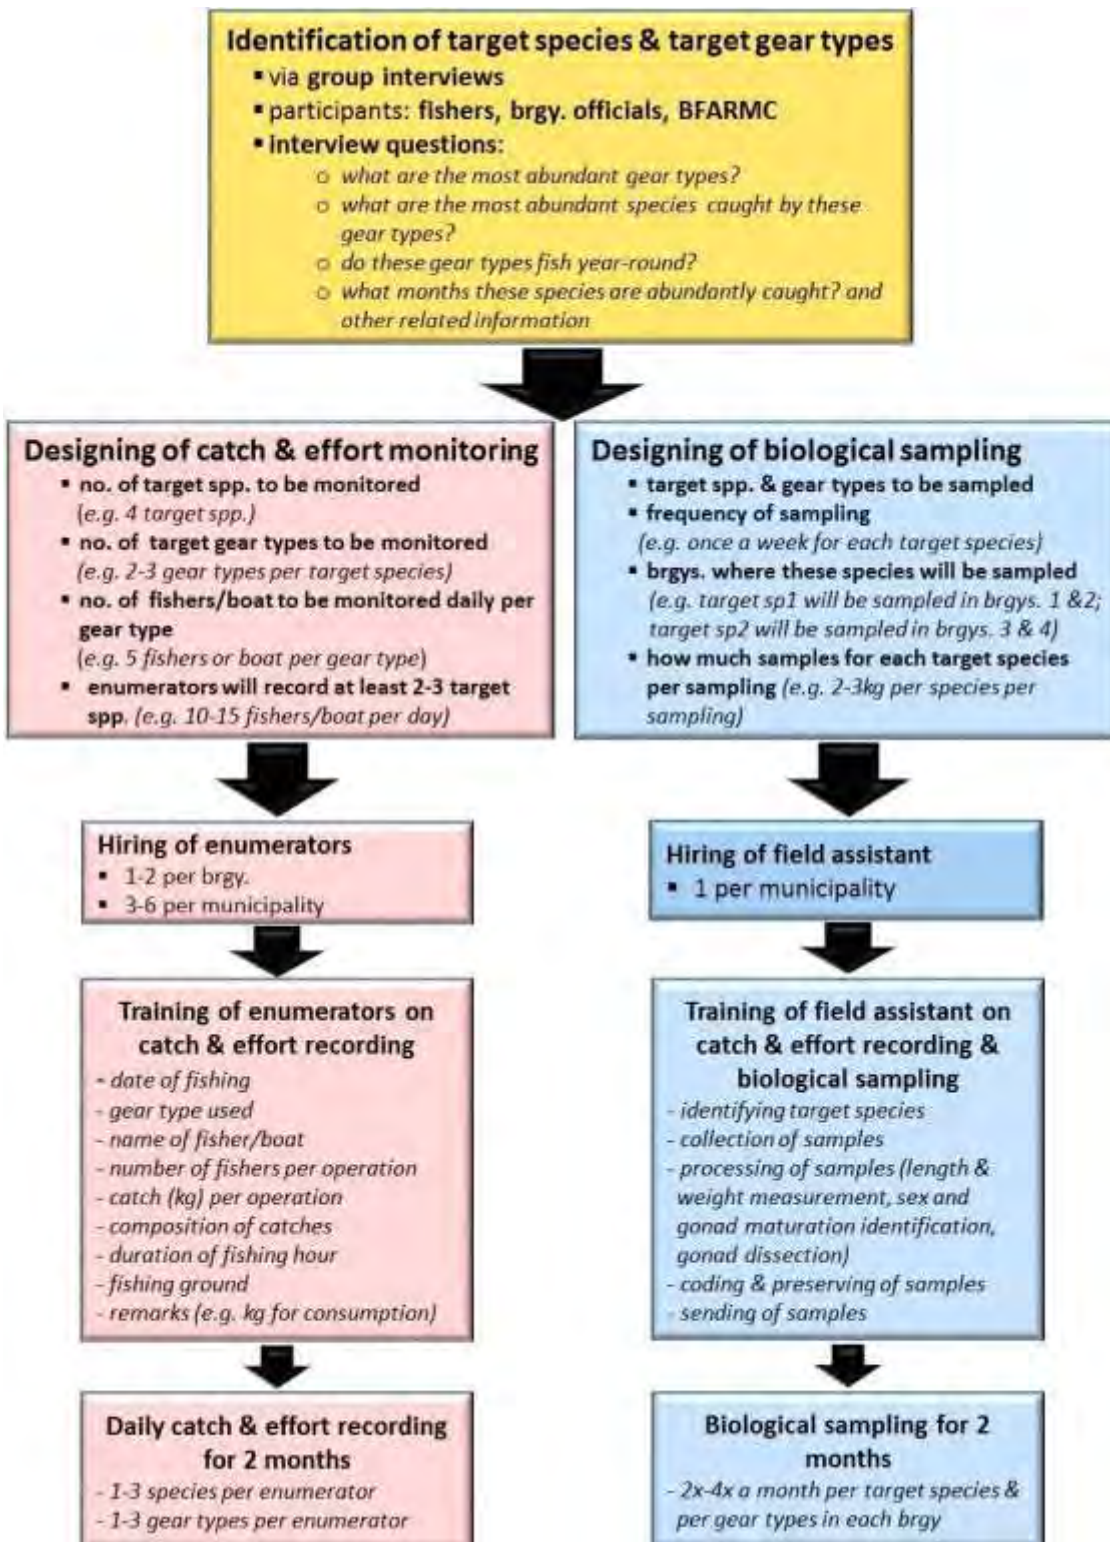 Identification of target species & target gear types
▪ via group interviews
▪ participants: fishers, brgy. officials, BFARMC
▪ interview questions:
o what are the most abundant gear types?
o what are the most abundant species caught by these
gear types?
o do these gear types fish year-round?
o what months these species are abundantly caught? and
other related information
Designing of catch & effort monitoring
▪ no. of target spp. to be monitored
(e.g. 4 target spp.)
▪ no. of target gear types to be monitored
(e.g. 2-3 gear types per target species)
▪ no. of fishers/boat to be monitored daily per
gear type
(e.g. 5 fishers or boat per gear type)
▪ enumerators will record at least 2-3 target
spp. (e.g. 10-15 fishers/boat per day)
Designing of biological sampling
▪ target spp. & gear types to be sampled
▪ frequency of sampling
(e.g. once a week for each target species)
▪ brgys. where these species will be sampled
(e.g. target sp1 will be sampled in brgys. 1 &2;
target sp2 will be sampled in brgys. 3 & 4)
▪ how much samples for each target species
per sampling (e.g. 2-3kg per species per
sampling)
Hiring of enumerators
▪ 1-2 per brgy.
▪ 3-6 per municipality
Hiring of field assistant
▪ 1 per municipality
Training of enumerators on
catch & effort recording
- date of fishing
- gear type used
- name of fisher/boat
- number of fishers per operation
- catch (kg) per operation
- composition of catches
- duration of fishing hour
- fishing ground
- remarks (e.g. kg for consumption)
Training of field assistant on
catch & effort recording &
biological sampling
- identifying target species
- collection of samples
- processing of samples (length &
weight measurement, sex and
gonad maturation identification,
gonad dissection)
- coding & preserving of samples
- sending of samples
Daily catch & effort recording
for 2 months
- 1-3 species per enumerator
- 1-3 gear types per enumerator
Biological sampling for 2
months
- 2x-4x a month per target species &
per gear types in each brgy